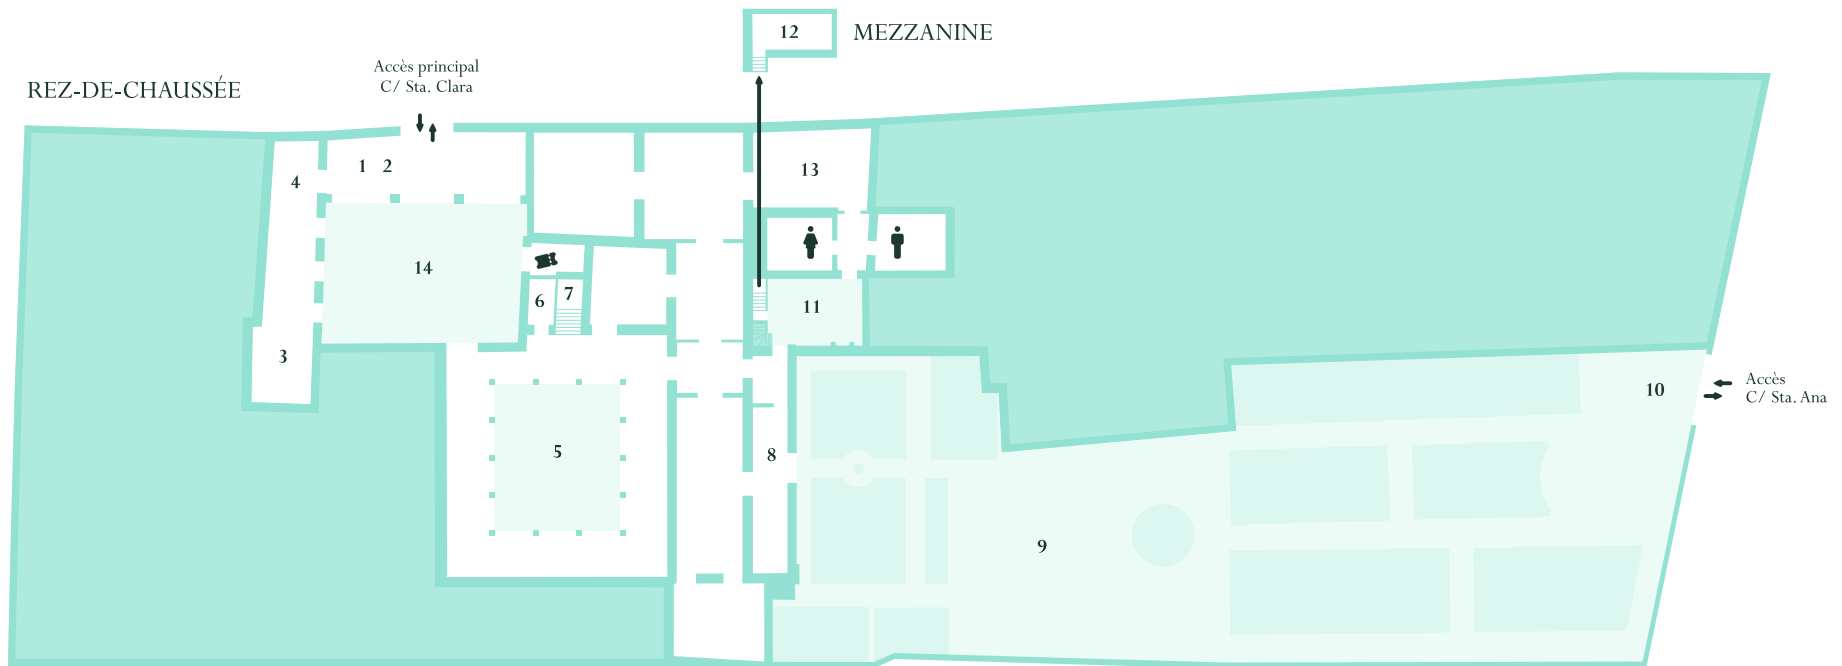 12
MEZZANINE
Accès principal
C/ Sta. Clara
REZ-DE-CHAUSSÉE
1 2
4
13
14
6
7
11
3
5
8
9
10
Accès
C/ Sta. Ana